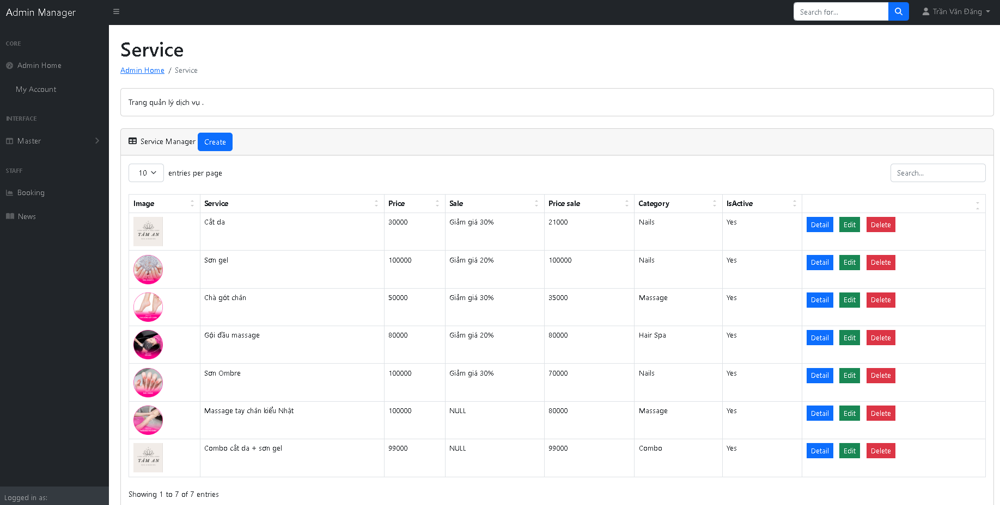 Admin Manager
Search for...
Trần Văn Đăng
CORE
Admin Home
My Account
INTERFACE
Master
STAFF
Booking
News
Logged in as:
Service
Admin Home / Service
Trang quản lý dịch vụ .
Service Manager Create
10 entries per page
Search...
Image Service Price Sale Price sale Category IsActive
TÂM AN
Cắt da 30000 Giảm giá 30% 21000 Nails Yes Detail Edit Delete
Sơn gel 100000 Giảm giá 20% 100000 Nails Yes Detail Edit Delete
Chà gót chân 50000 Giảm giá 30% 35000 Massage Yes Detail Edit Delete
Gội đầu massage 80000 Giảm giá 20% 80000 Hair Spa Yes Detail Edit Delete
Sơn Ombre 100000 Giảm giá 30% 70000 Nails Yes Detail Edit Delete
Massage tay chân kiểu Nhật 100000 NULL 80000 Massage Yes Detail Edit Delete
TÂM AN
Combo cắt da + sơn gel 99000 NULL 99000 Combo Yes Detail Edit Delete
Showing 1 to 7 of 7 entries